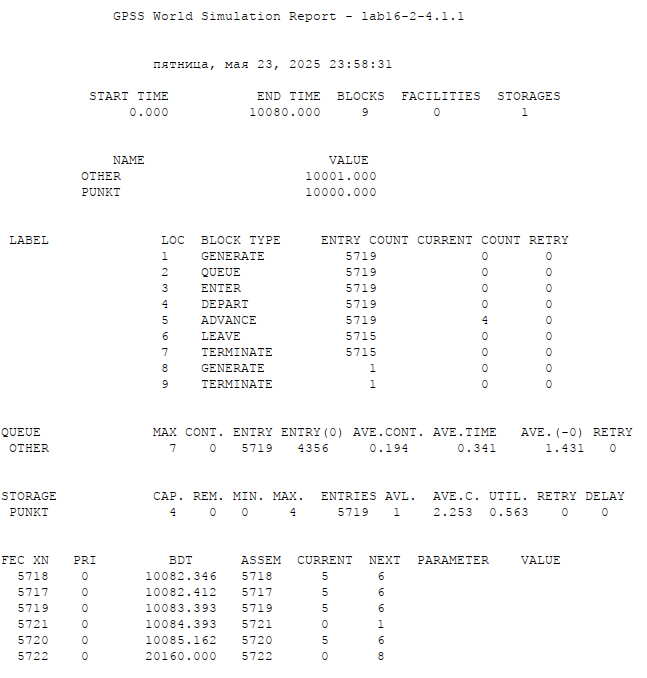 GPSS World Simulation Report - lab16-2-4.1.1
пятница, мая 23, 2025 23:58:31
START TIME END TIME BLOCKS FACILITIES STORAGES
0.000 10080.000 9 0 1
NAME VALUE
OTHER 10001.000
PUNKT 10000.000
LABEL LOC BLOCK TYPE ENTRY COUNT CURRENT COUNT RETRY
1 GENERATE 5719 0 0
2 QUEUE 5719 0 0
3 ENTER 5719 0 0
4 DEPART 5719 0 0
5 ADVANCE 5719 4 0
6 LEAVE 5715 0 0
7 TERMINATE 5715 0 0
8 GENERATE 1 0 0
9 TERMINATE 1 0 0
QUEUE MAX CONT. ENTRY ENTRY(0) AVE.CONT. AVE.TIME AVE.(-0) RETRY
OTHER 7 0 5719 4356 0.194 0.341 1.431 0
STORAGE CAP. REM. MIN. MAX. ENTRIES AVL. AVE.C. UTIL. RETRY DELAY
PUNKT 4 0 0 4 5719 1 2.253 0.563 0 0
FEC XN PRI BDT ASSEM CURRENT NEXT PARAMETER VALUE
5718 0 10082.346 5718 5 6
5717 0 10082.412 5717 5 6
5719 0 10083.393 5719 5 6
5721 0 10084.393 5721 0 1
5720 0 10085.162 5720 5 6
5722 0 20160.000 5722 0 8